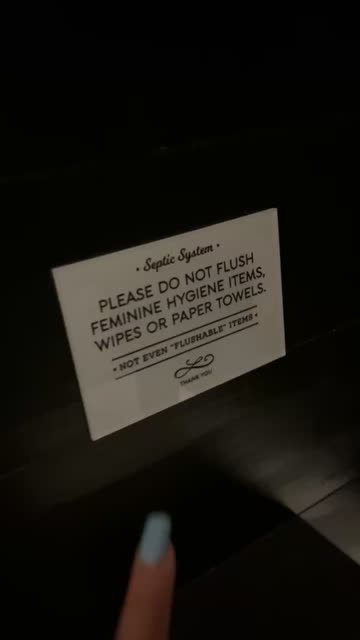 • Septic System •
PLEASE DO NOT FLUSH
FEMININE HYGIENE ITEMS,
WIPES OR PAPER TOWELS.
• NOT EVEN "FLUSHABLE" ITEMS •
THANK YOU